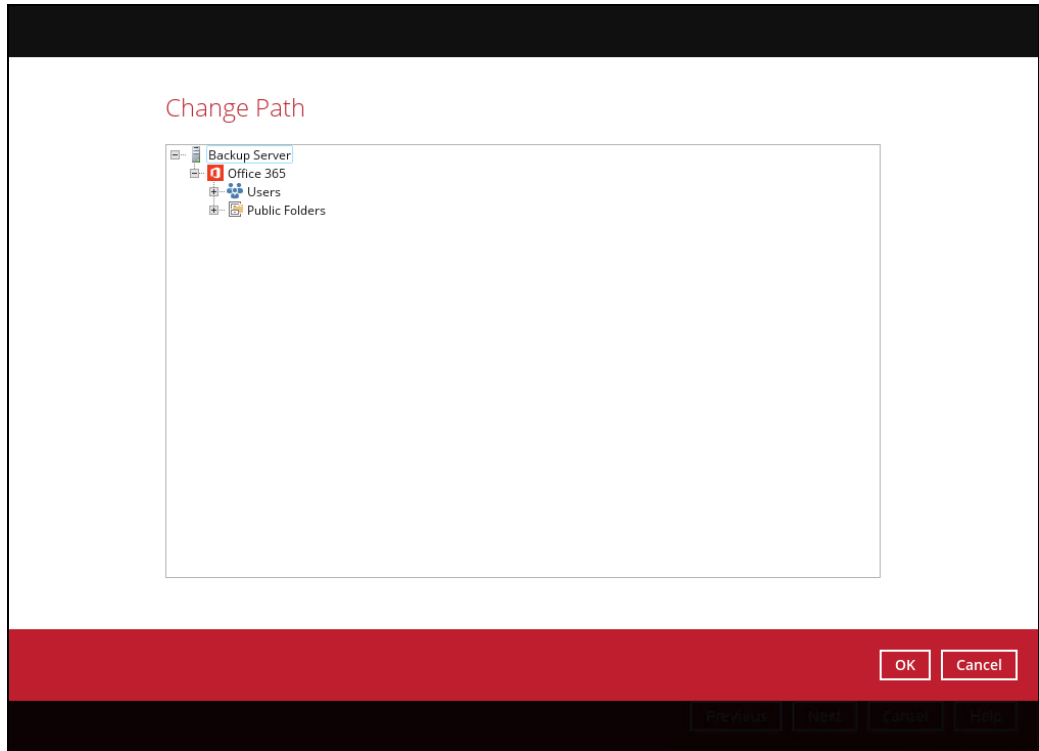 Change Path
Backup Server
Office 365
Users
Public Folders
OK Cancel
Previous Next Cancel Help